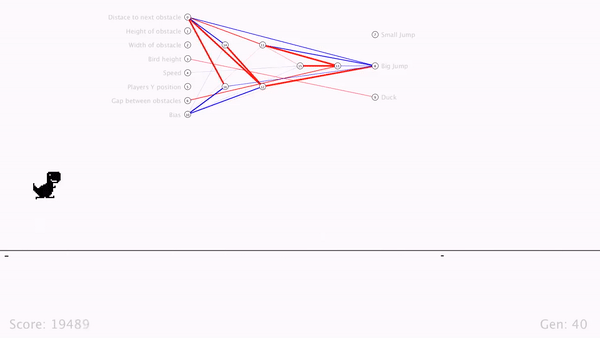 Distace to next obstacle
Height of obstacle
Width of obstacle
Bird height
Speed
Players Y position
Gap between obstacles
Bias
Small Jump
Big Jump
Duck
Score: 19489
Gen: 40